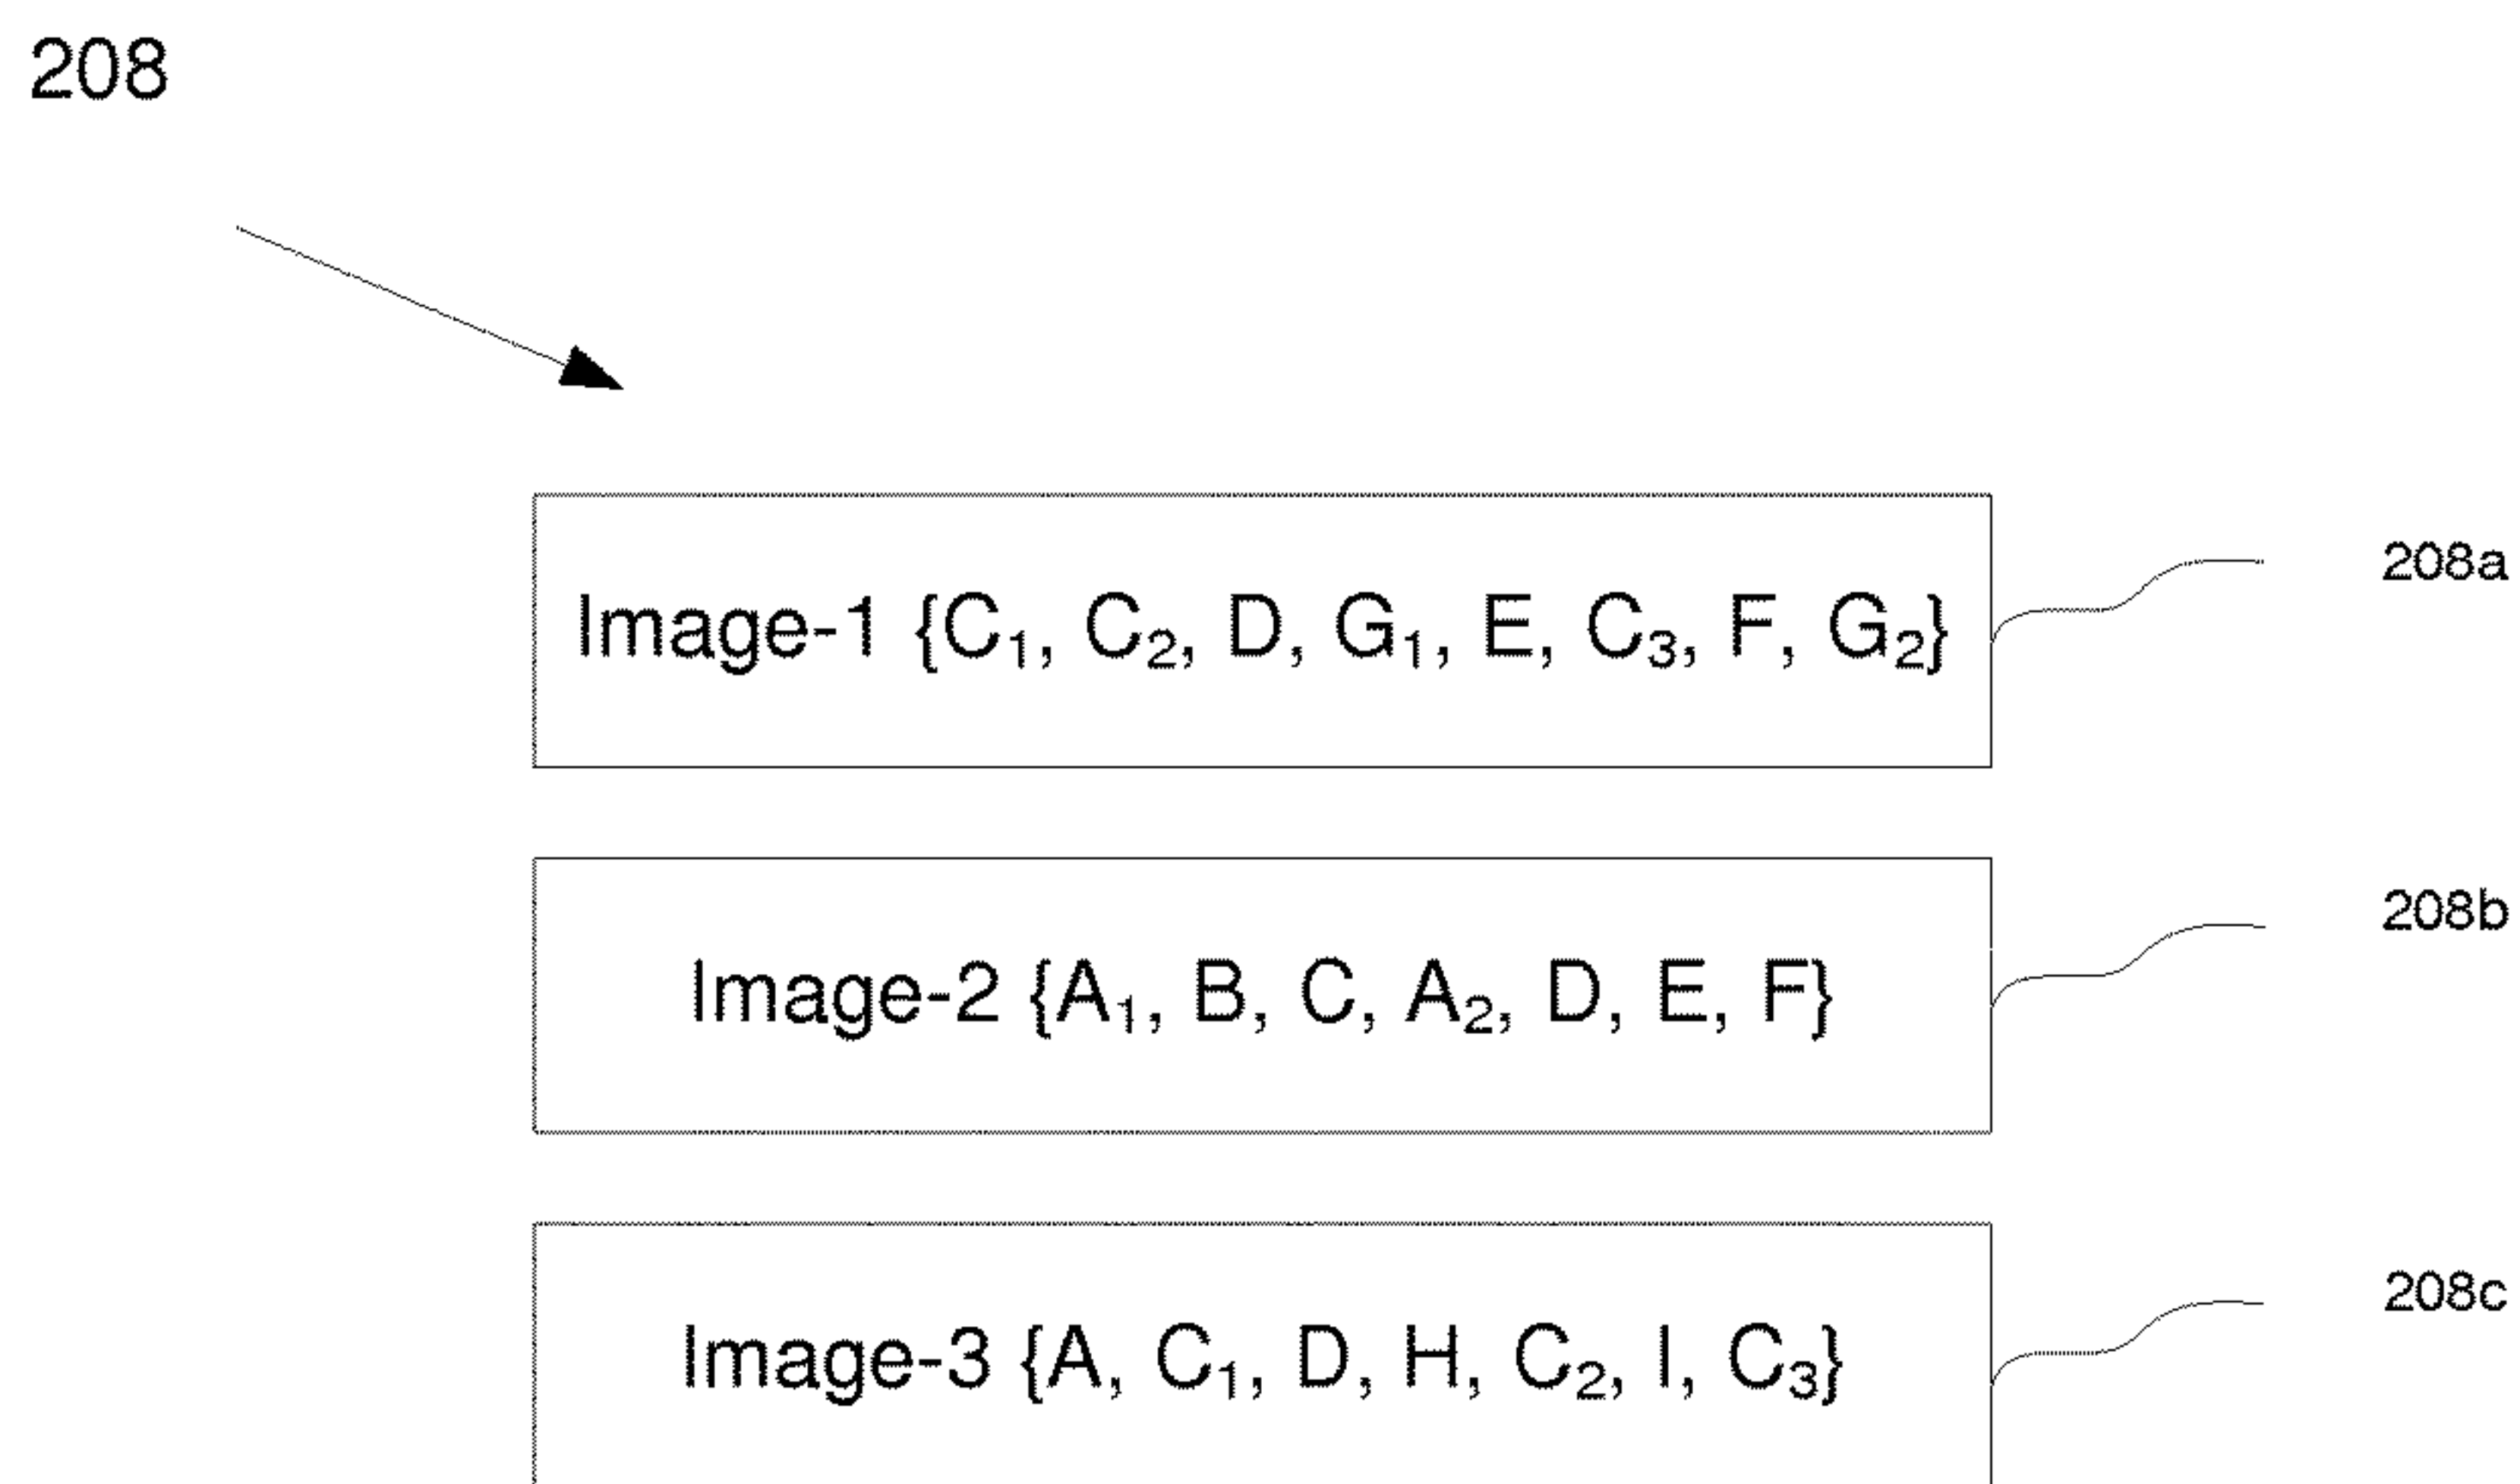 208
Image-1 {C₁, C₂, D, G₁, E, C₃, F, G₂}
208a
Image-2 {A₁, B, C, A₂, D, E, F}
208b
Image-3 {A, C₁, D, H, C₂, I, C₃}
208c